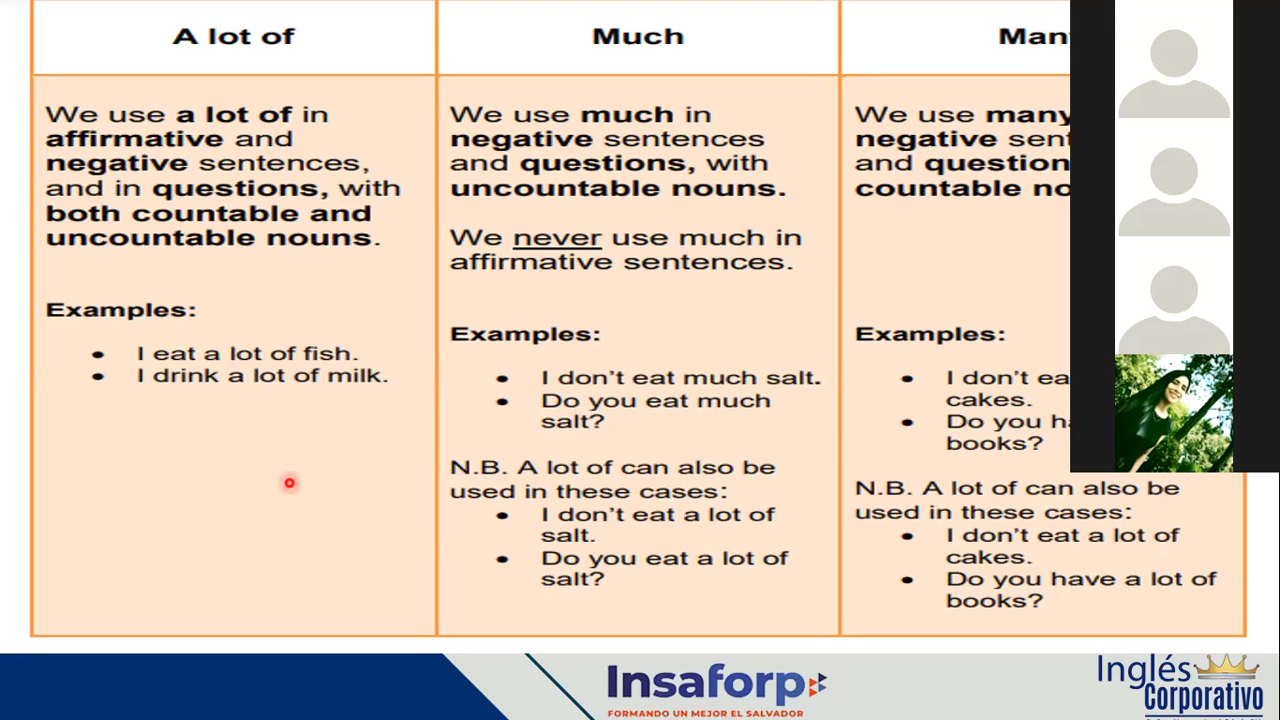 A lot of
We use a lot of in
affirmative and
negative sentences,
and in questions, with
both countable and
uncountable nouns.
Examples:
• I eat a lot of fish.
• I drink a lot of milk.
Much
We use much in
negative sentences
and questions, with
uncountable nouns.
We never use much in
affirmative sentences.
Examples:
• I don't eat much salt.
• Do you eat much
salt?
N.B. A lot of can also be
used in these cases:
• I don't eat a lot of
salt.
• Do you eat a lot of
salt?
Man
We use many
negative sen
and question
countable no
Examples:
• I don't ea
cakes.
• Do you h
books?
N.B. A lot of can also be
used in these cases:
• I don't eat a lot of
cakes.
• Do you have a lot of
books?
Insaforp
FORMANDO UN MEJOR EL SALVADOR
Inglés
Corporativo